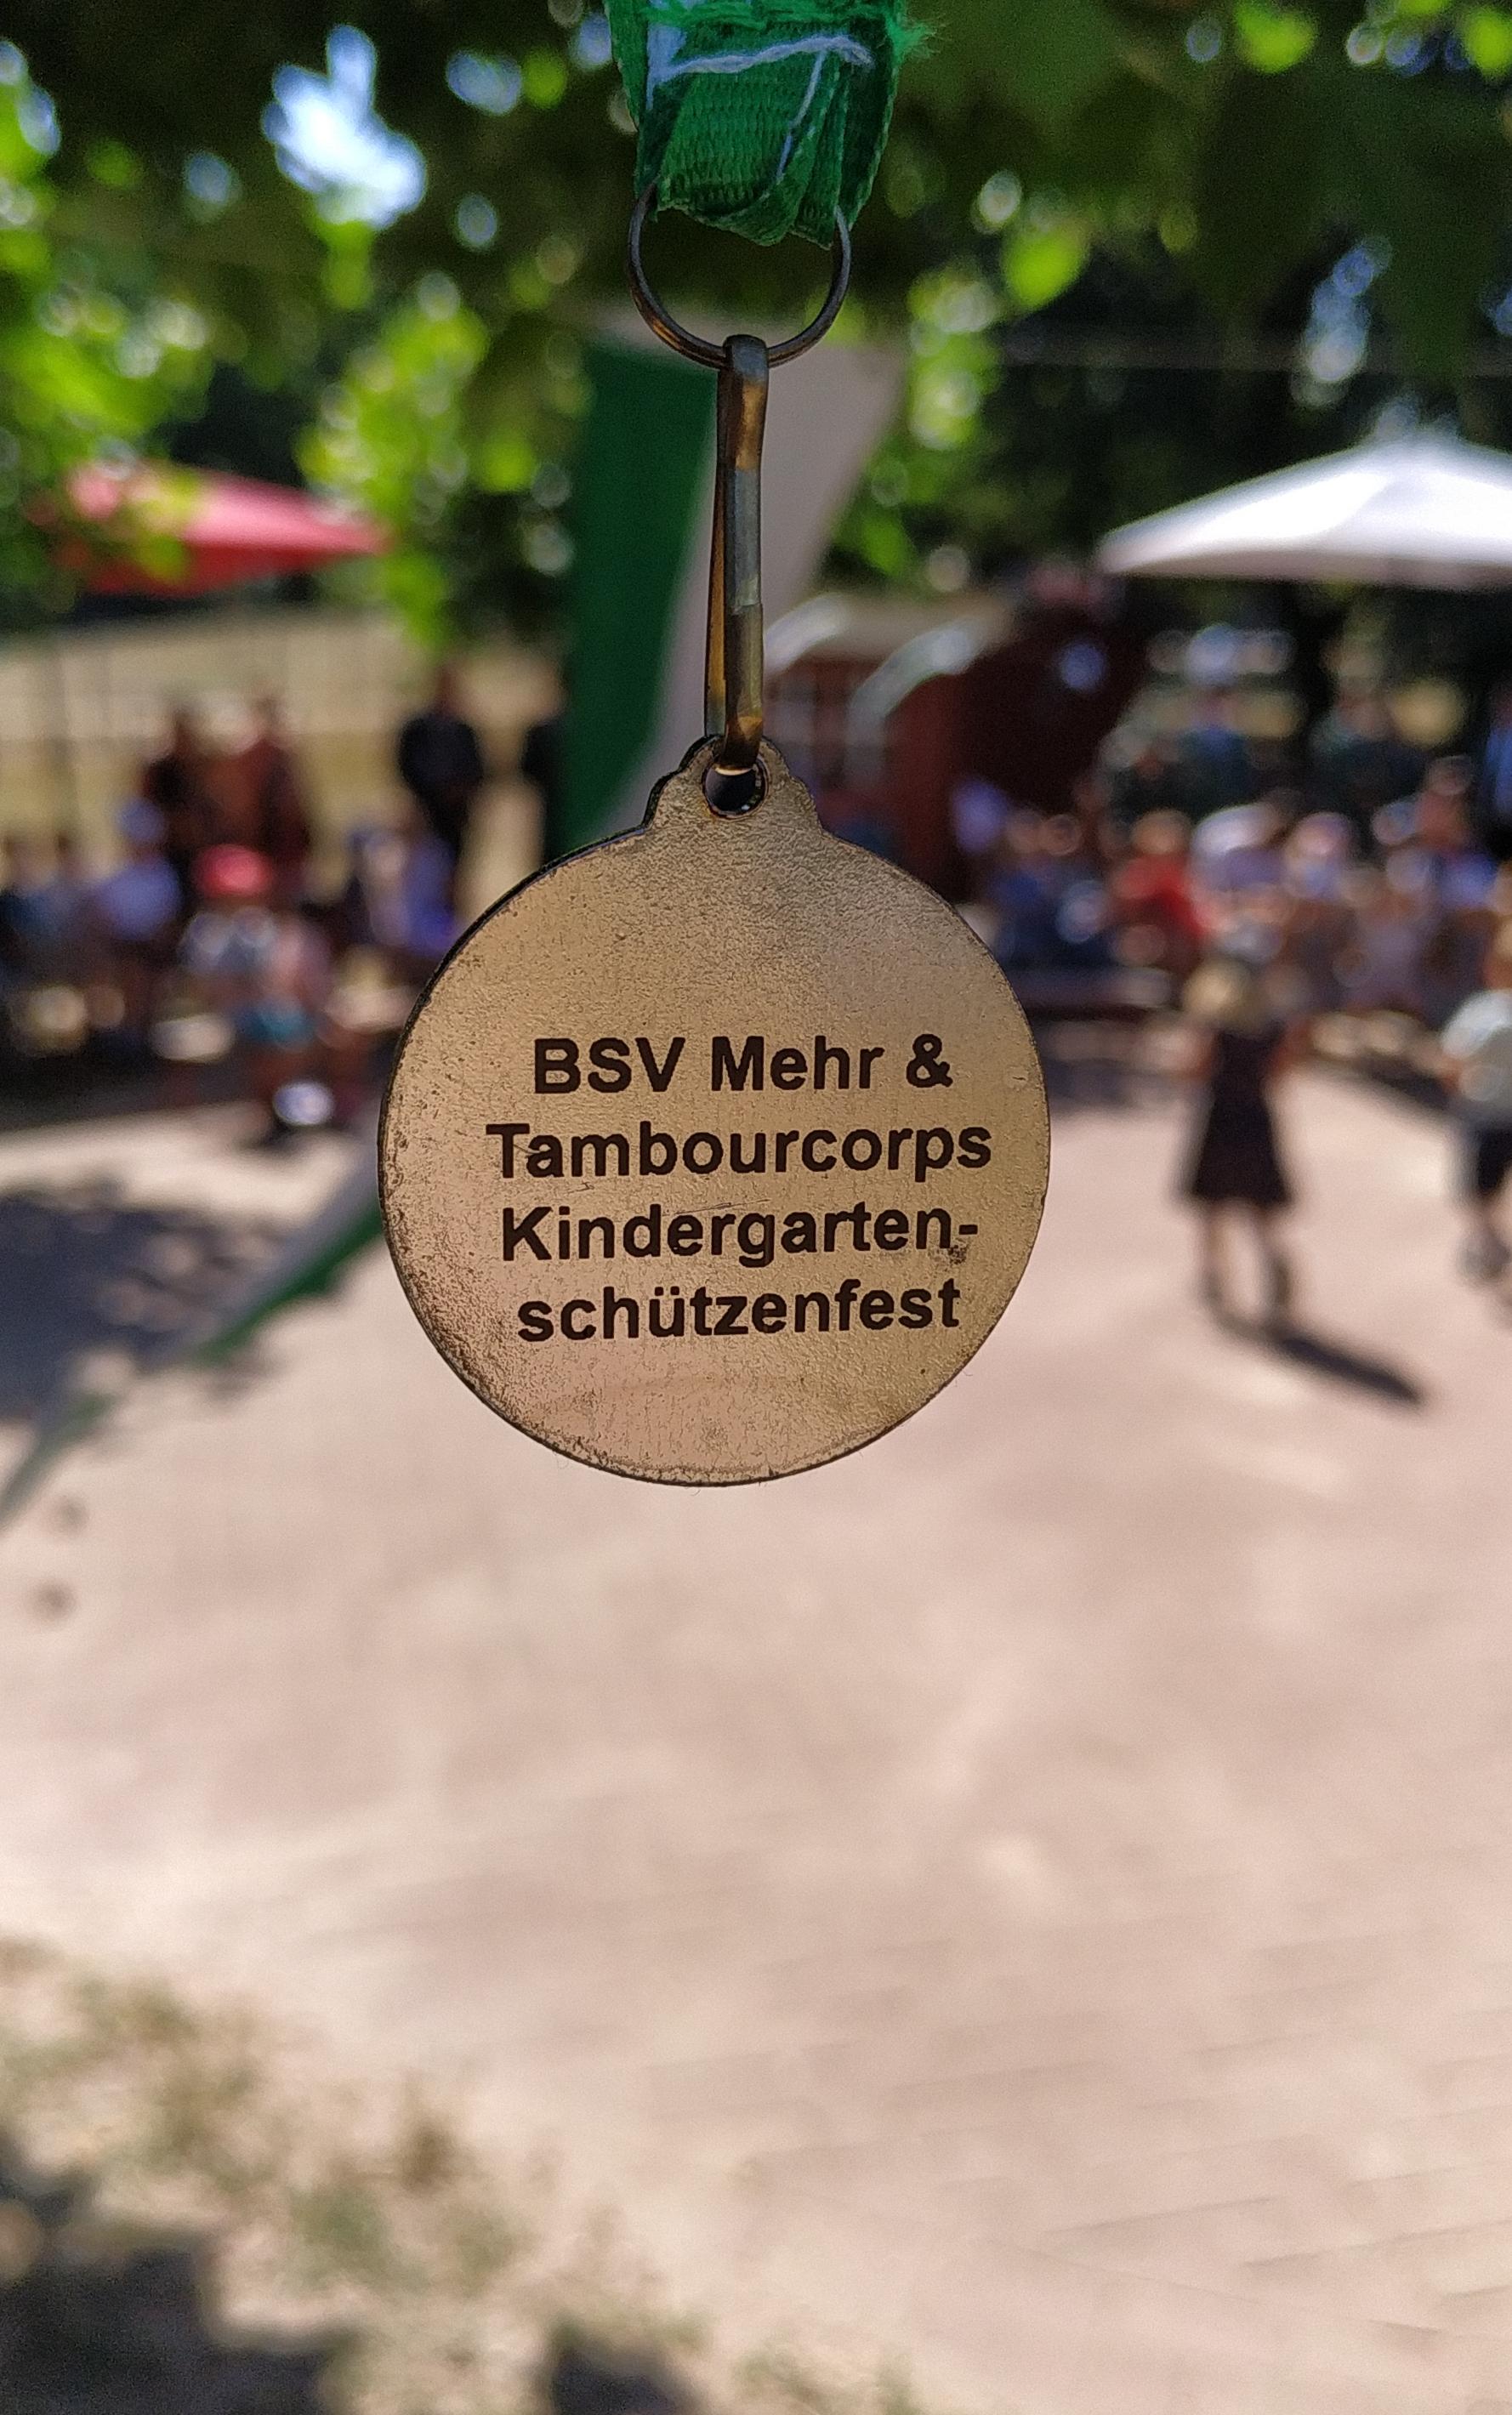 BSV Mehr &
Tambourcorps
Kindergarten-
schützenfest